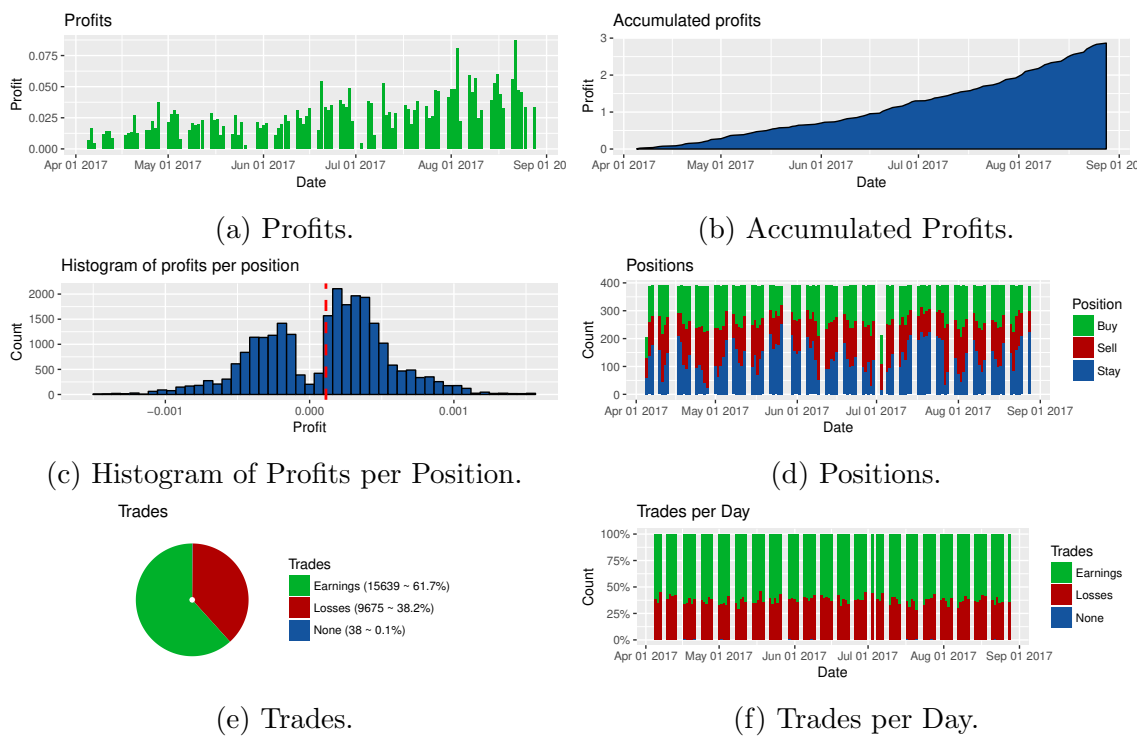 Profits
Profit
0.075
0.050
0.025
0.000
Apr 01 2017 May 01 2017 Jun 01 2017 Jul 01 2017 Aug 01 2017 Sep 01 20
Date
(a) Profits.
Accumulated profits
Profit
3
2
1
0
Apr 01 2017 May 01 2017 Jun 01 2017 Jul 01 2017 Aug 01 2017 Sep 01 2017
Date
(b) Accumulated Profits.
Histogram of profits per position
Count
2000
1500
1000
500
0
−0.001 0.000 0.001
Profit
(c) Histogram of Profits per Position.
Positions
Count
400
300
200
100
0
Apr 01 2017 May 01 2017 Jun 01 2017 Jul 01 2017 Aug 01 2017 Sep 01 2017
Date
Position
Buy
Sell
Stay
(d) Positions.
Trades
Trades
Earnings (15639 ~ 61.7%)
Losses (9675 ~ 38.2%)
None (38 ~ 0.1%)
(e) Trades.
Trades per Day
Count
100%
75%
50%
25%
0%
Apr 01 2017 May 01 2017 Jun 01 2017 Jul 01 2017 Aug 01 2017 Sep 01 2017
Date
Trades
Earnings
Losses
None
(f) Trades per Day.